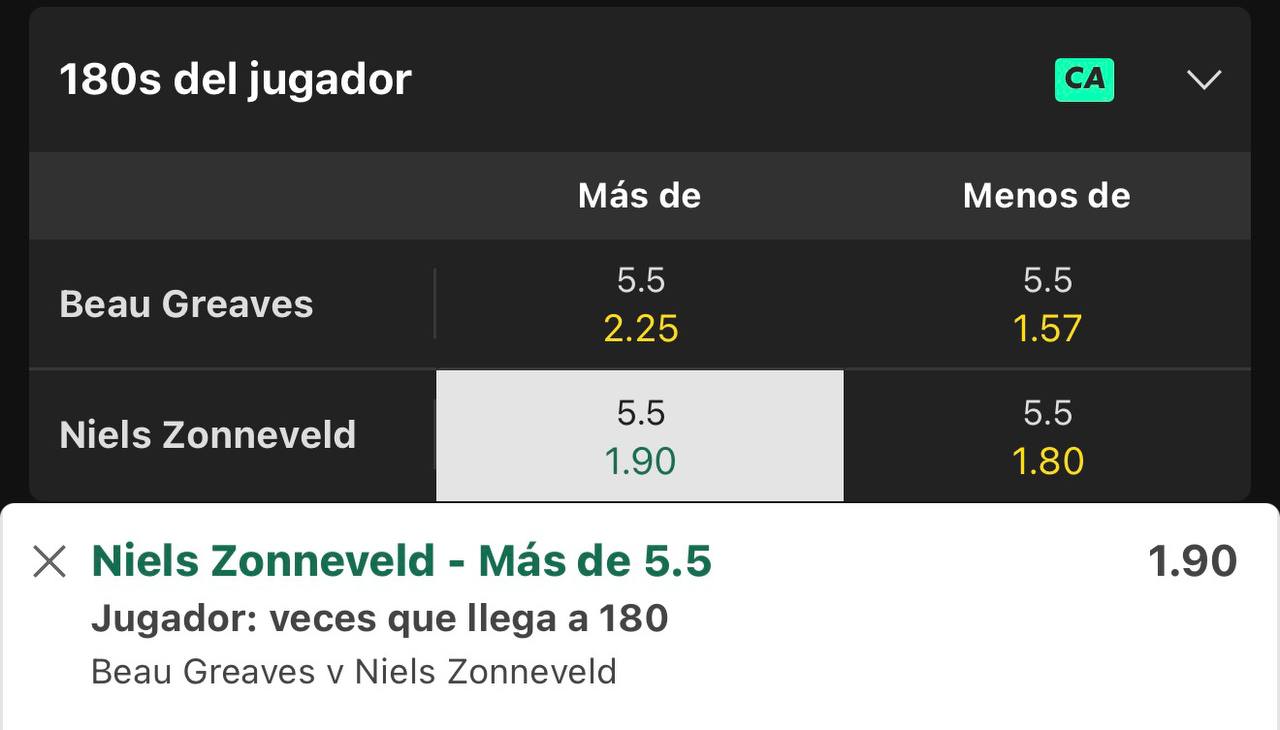 180s del jugador CA
Más de Menos de
5.5 5.5
Beau Greaves
2.25 1.57
5.5 5.5
Niels Zonneveld
1.90 1.80
Niels Zonneveld - Más de 5.5 1.90
Jugador: veces que llega a 180
Beau Greaves v Niels Zonneveld